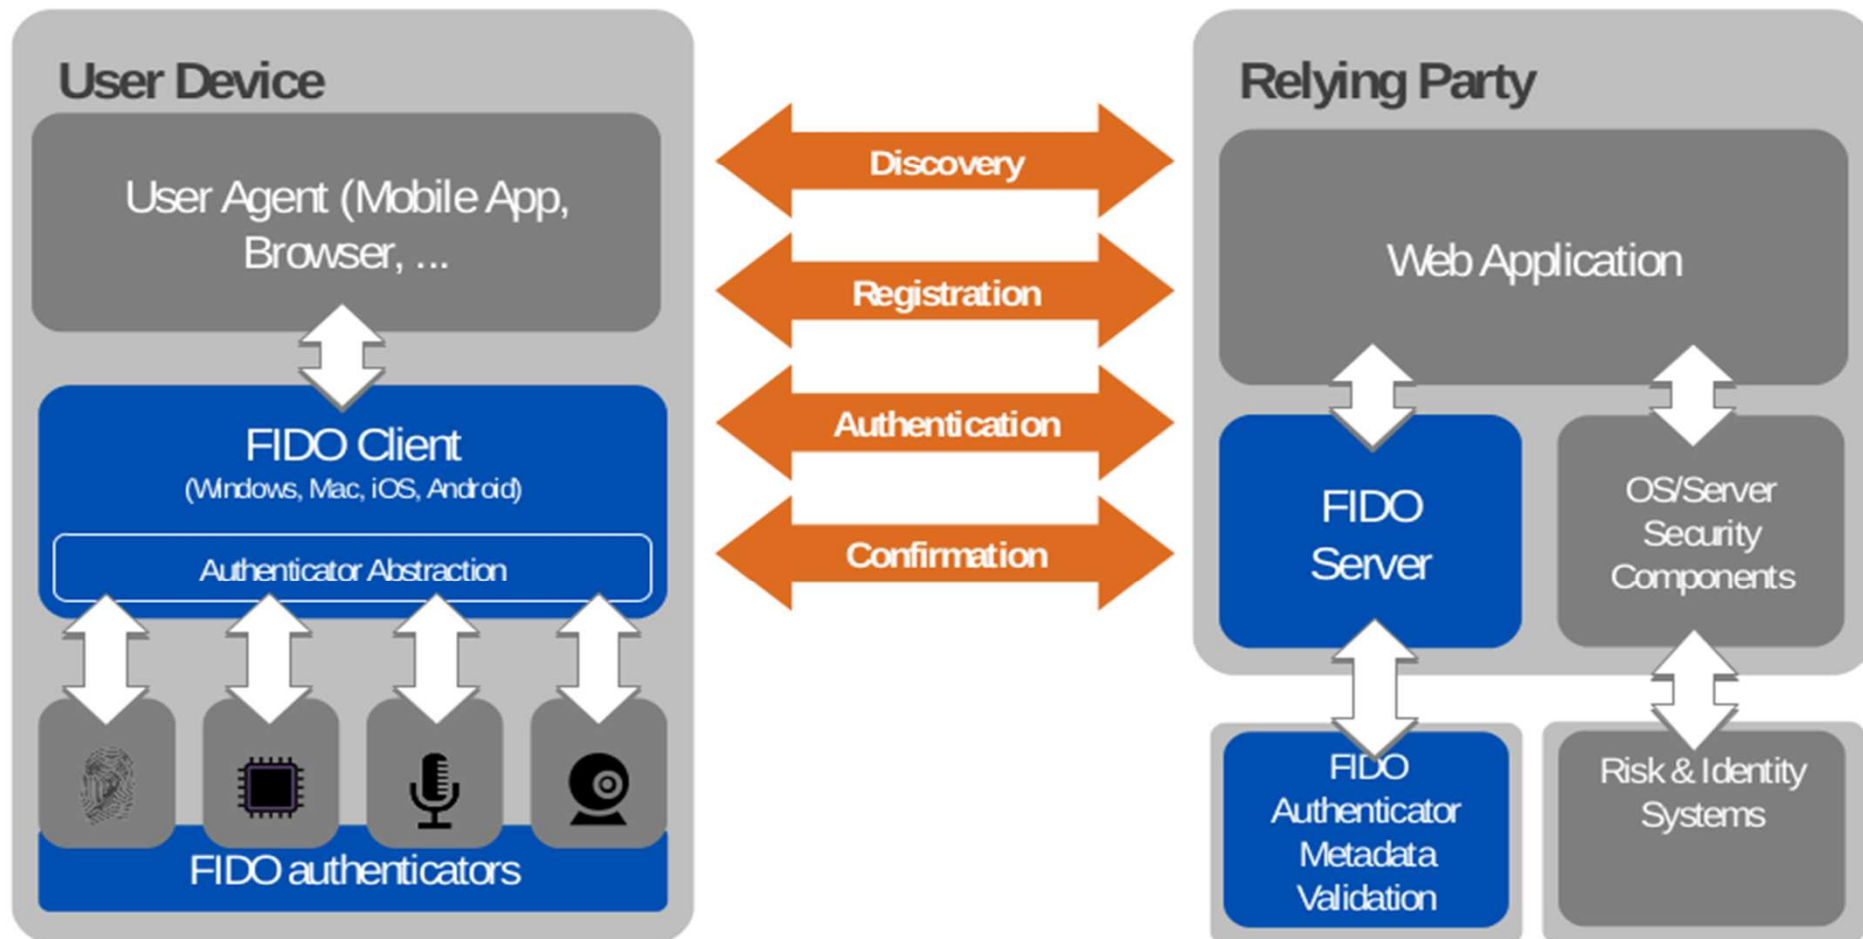 User Device
User Agent (Mobile App,
Browser, ...
FIDO Client
(Windows, Mac, iOS, Android)
Authenticator Abstraction
FIDO authenticators
Discovery
Registration
Authentication
Confirmation
Relying Party
Web Application
FIDO
Server
OS/Server
Security
Components
FIDO
Authenticator
Metadata
Validation
Risk & Identity
Systems